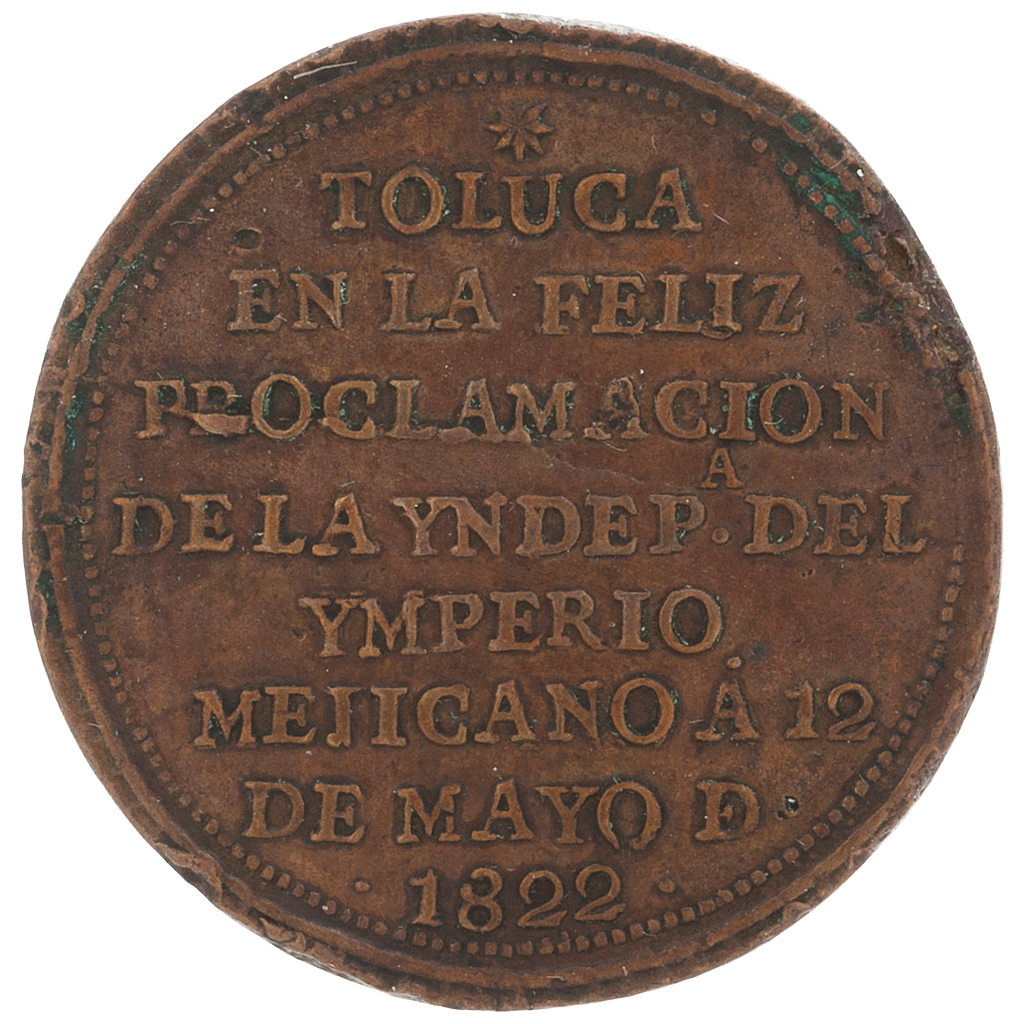 TOLUCA
EN LA FELIZ
PROCLAMACION
DE LA YNDEP.A DEL
YMPERIO
MEJICANO Á 12
DE MAYO D
· 1822 ·